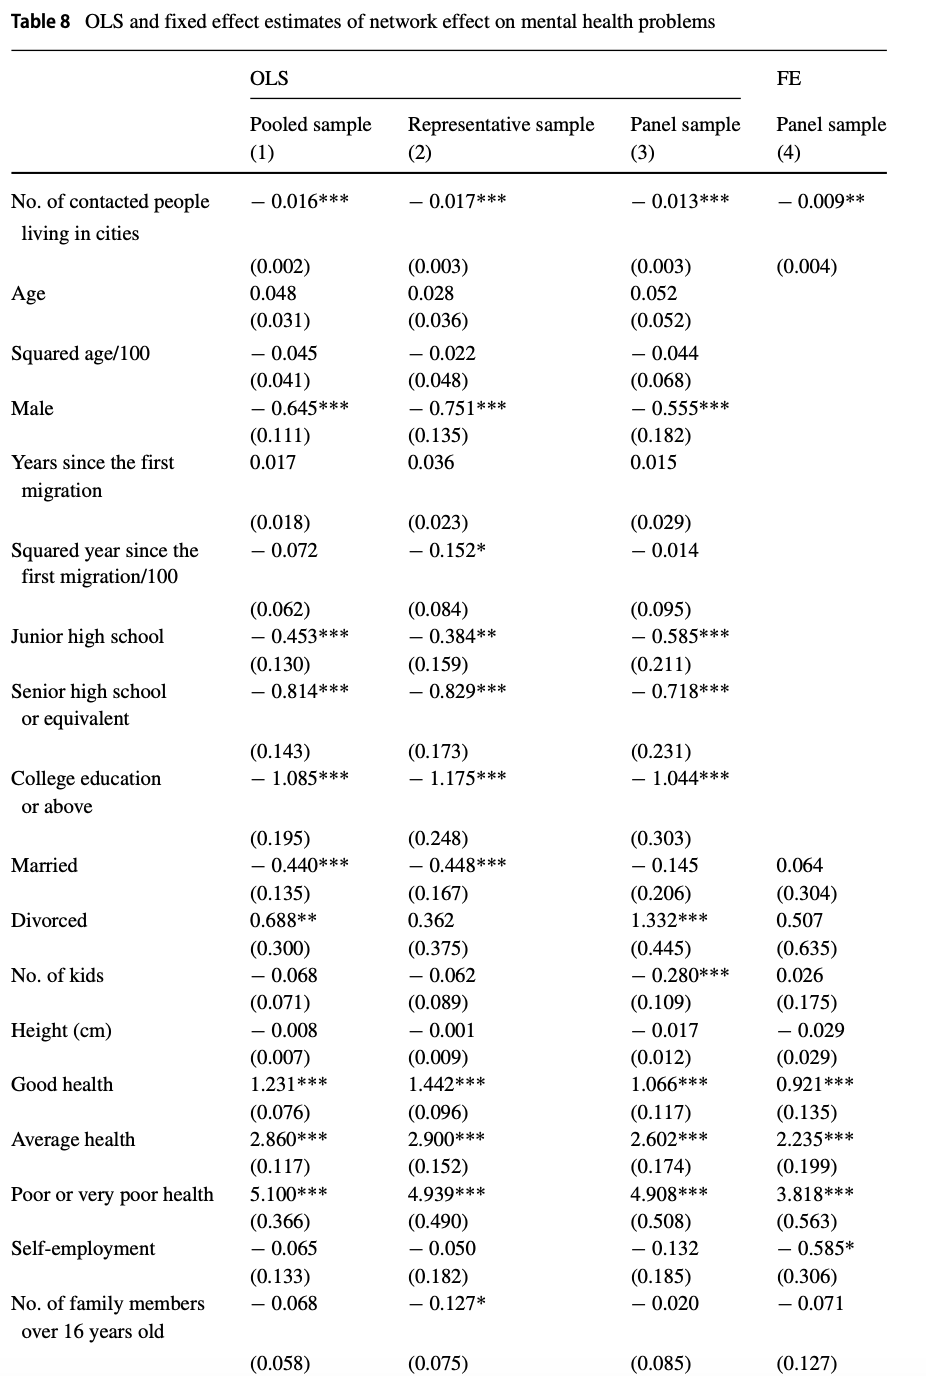 Table 8 OLS and fixed effect estimates of network effect on mental health problems
OLS FE
Pooled sample Representative sample Panel sample Panel sample
(1) (2) (3) (4)
No. of contacted people − 0.016*** − 0.017*** − 0.013*** − 0.009**
living in cities
(0.002) (0.003) (0.003) (0.004)
Age 0.048 0.028 0.052
(0.031) (0.036) (0.052)
Squared age/100 − 0.045 − 0.022 − 0.044
(0.041) (0.048) (0.068)
Male − 0.645*** − 0.751*** − 0.555***
(0.111) (0.135) (0.182)
Years since the first 0.017 0.036 0.015
migration
(0.018) (0.023) (0.029)
Squared year since the − 0.072 − 0.152* − 0.014
first migration/100
(0.062) (0.084) (0.095)
Junior high school − 0.453*** − 0.384** − 0.585***
(0.130) (0.159) (0.211)
Senior high school − 0.814*** − 0.829*** − 0.718***
or equivalent
(0.143) (0.173) (0.231)
College education − 1.085*** − 1.175*** − 1.044***
or above
(0.195) (0.248) (0.303)
Married − 0.440*** − 0.448*** − 0.145 0.064
(0.135) (0.167) (0.206) (0.304)
Divorced 0.688** 0.362 1.332*** 0.507
(0.300) (0.375) (0.445) (0.635)
No. of kids − 0.068 − 0.062 − 0.280*** 0.026
(0.071) (0.089) (0.109) (0.175)
Height (cm) − 0.008 − 0.001 − 0.017 − 0.029
(0.007) (0.009) (0.012) (0.029)
Good health 1.231*** 1.442*** 1.066*** 0.921***
(0.076) (0.096) (0.117) (0.135)
Average health 2.860*** 2.900*** 2.602*** 2.235***
(0.117) (0.152) (0.174) (0.199)
Poor or very poor health 5.100*** 4.939*** 4.908*** 3.818***
(0.366) (0.490) (0.508) (0.563)
Self-employment − 0.065 − 0.050 − 0.132 − 0.585*
(0.133) (0.182) (0.185) (0.306)
No. of family members − 0.068 − 0.127* − 0.020 − 0.071
over 16 years old
(0.058) (0.075) (0.085) (0.127)